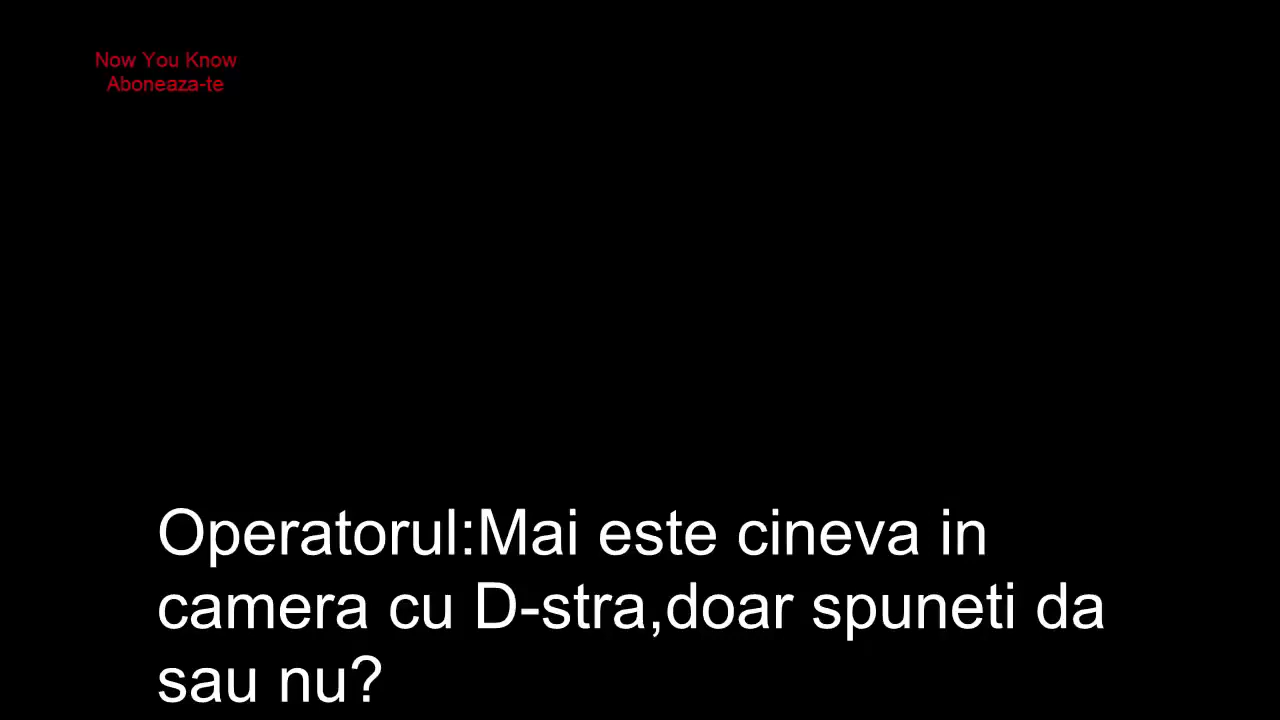 Now You Know
Aboneaza-te
Operatorul:Mai este cineva in
camera cu D-stra,doar spuneti da
sau nu?